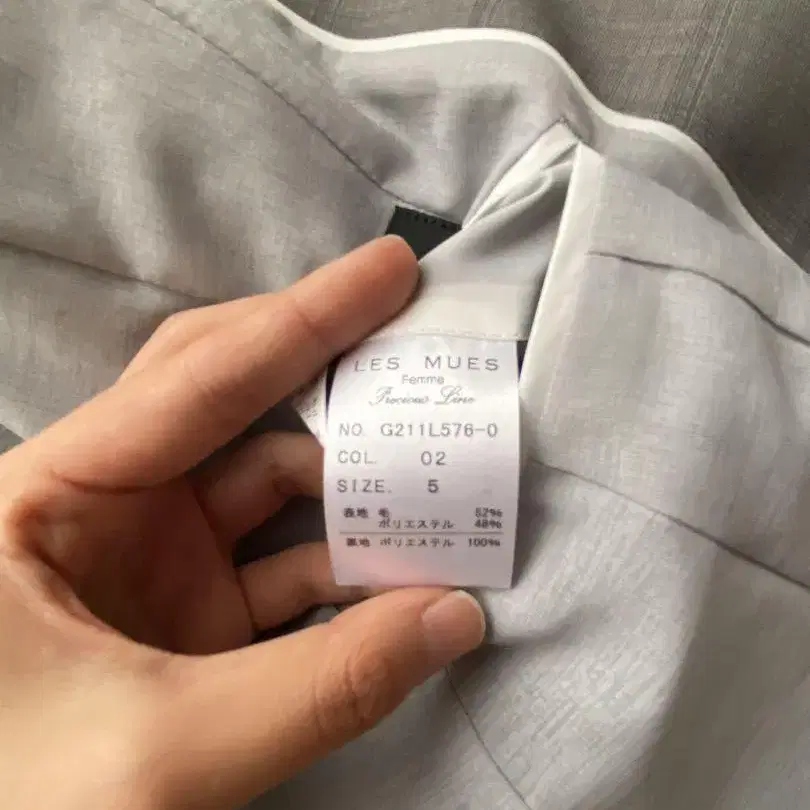 LES MUES
Femme
Precious Line
NO. G211L576-0
COL. 02
SIZE. 5
表地 毛 52%
ポリエステル 48%
裏地 ポリエステル 100%